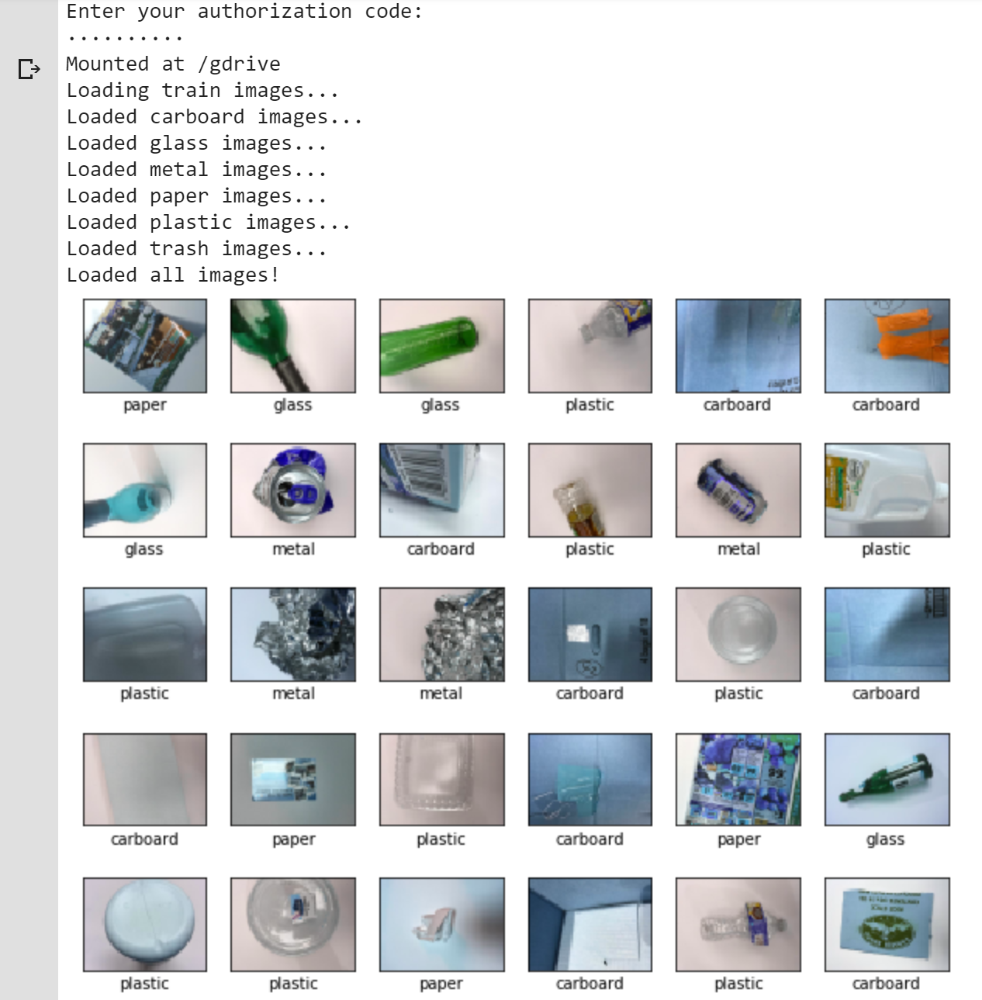 Enter your authorization code:
··········
Mounted at /gdrive
Loading train images...
Loaded carboard images...
Loaded glass images...
Loaded metal images...
Loaded paper images...
Loaded plastic images...
Loaded trash images...
Loaded all images!
paper glass glass plastic carboard carboard
glass metal carboard plastic metal plastic
plastic metal metal carboard plastic carboard
carboard paper plastic carboard paper glass
plastic plastic paper carboard plastic carboard